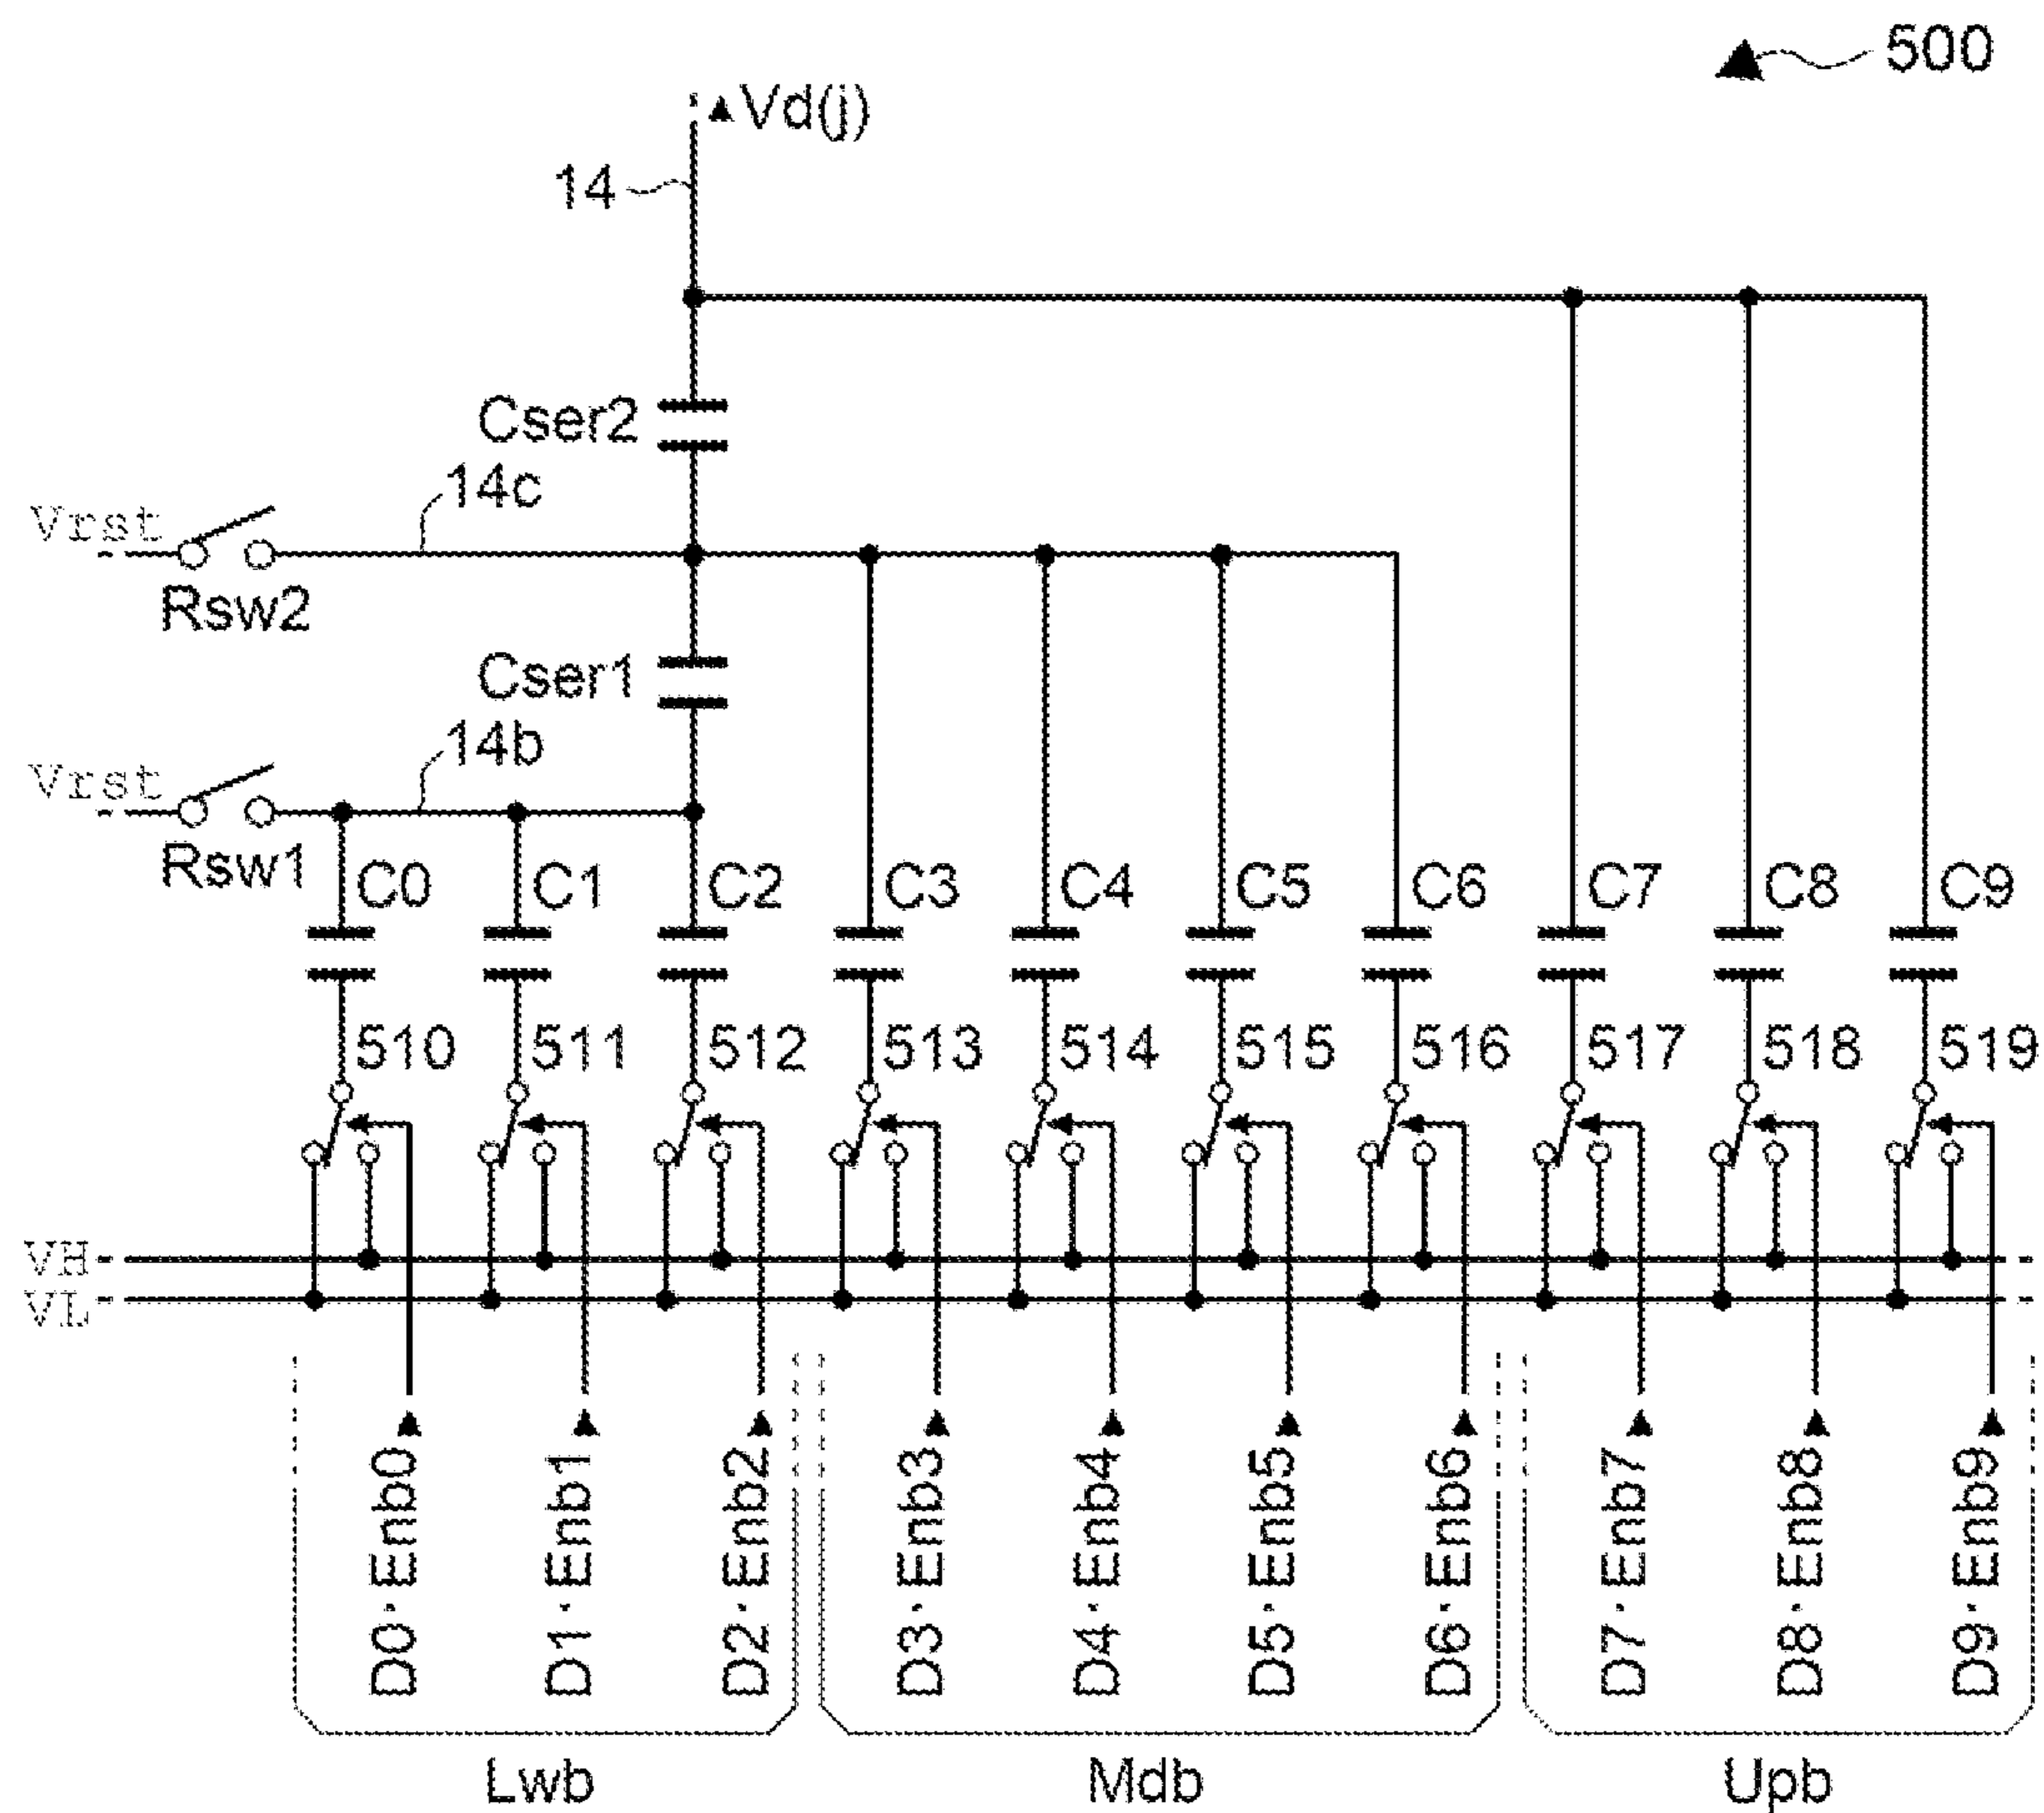 500
Vd(j)
14
Cser2
14c
Vrst
Rsw2
Cser1
14b
Vrst
Rsw1
C0 C1 C2 C3 C4 C5 C6 C7 C8 C9
510 511 512 513 514 515 516 517 518 519
VH
VL
D0·Enb0
D1·Enb1
D2·Enb2
D3·Enb3
D4·Enb4
D5·Enb5
D6·Enb6
D7·Enb7
D8·Enb8
D9·Enb9
Lwb Mdb Upb